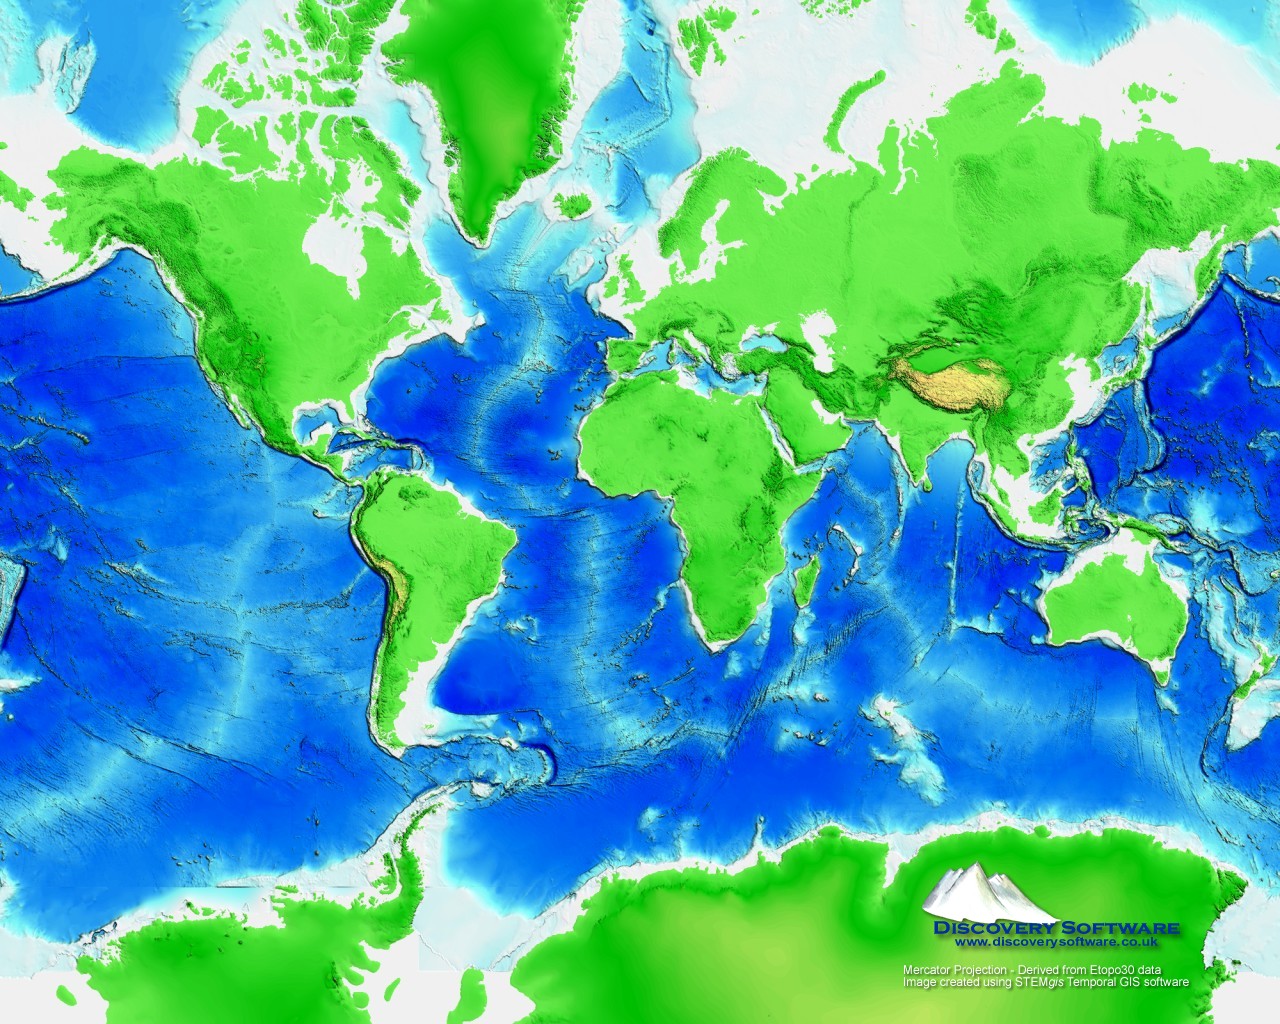 Discovery Software
www.discoverysoftware.co.uk
Mercator Projection - Derived from Etopo30 data
Image created using STEMgis Temporal GIS software